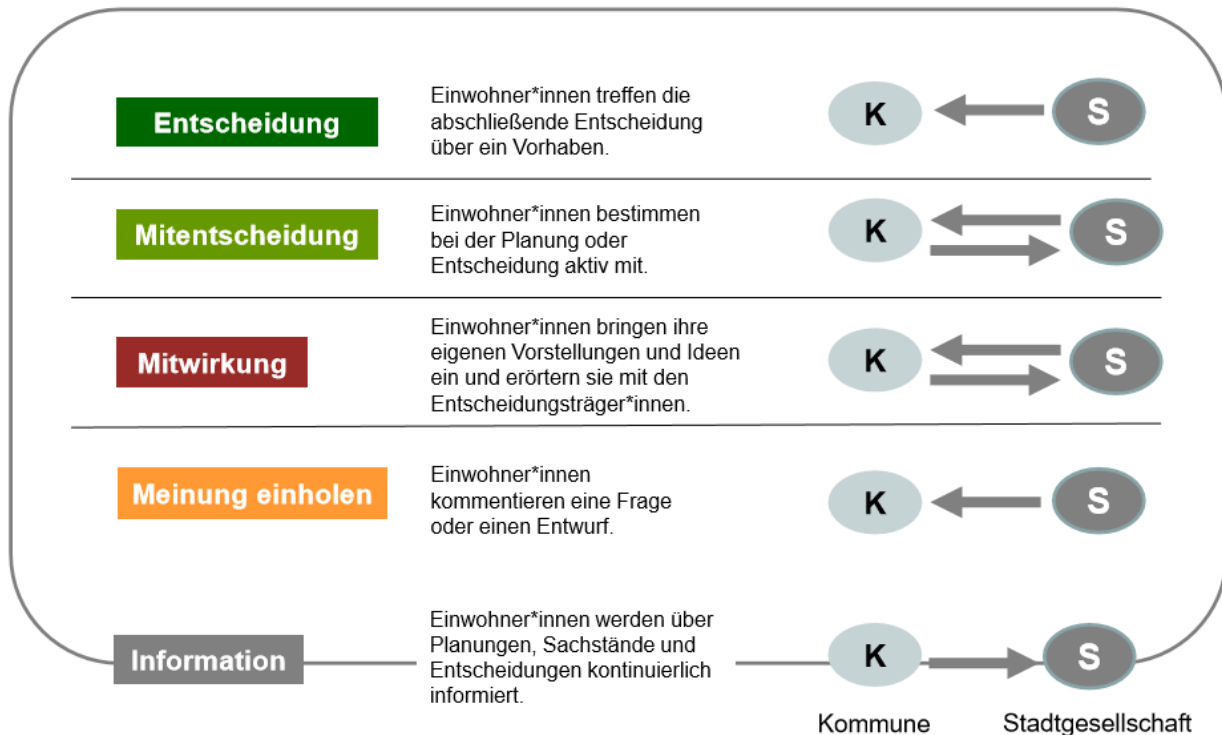 Entscheidung
Einwohner*innen treffen die
abschließende Entscheidung
über ein Vorhaben.
K
S
Mitentscheidung
Einwohner*innen bestimmen
bei der Planung oder
Entscheidung aktiv mit.
K
S
Mitwirkung
Einwohner*innen bringen ihre
eigenen Vorstellungen und Ideen
ein und erörtern sie mit den
Entscheidungsträger*innen.
K
S
Meinung einholen
Einwohner*innen
kommentieren eine Frage
oder einen Entwurf.
K
S
Information
Einwohner*innen werden über
Planungen, Sachstände und
Entscheidungen kontinuierlich
informiert.
K
S
Kommune
Stadtgesellschaft